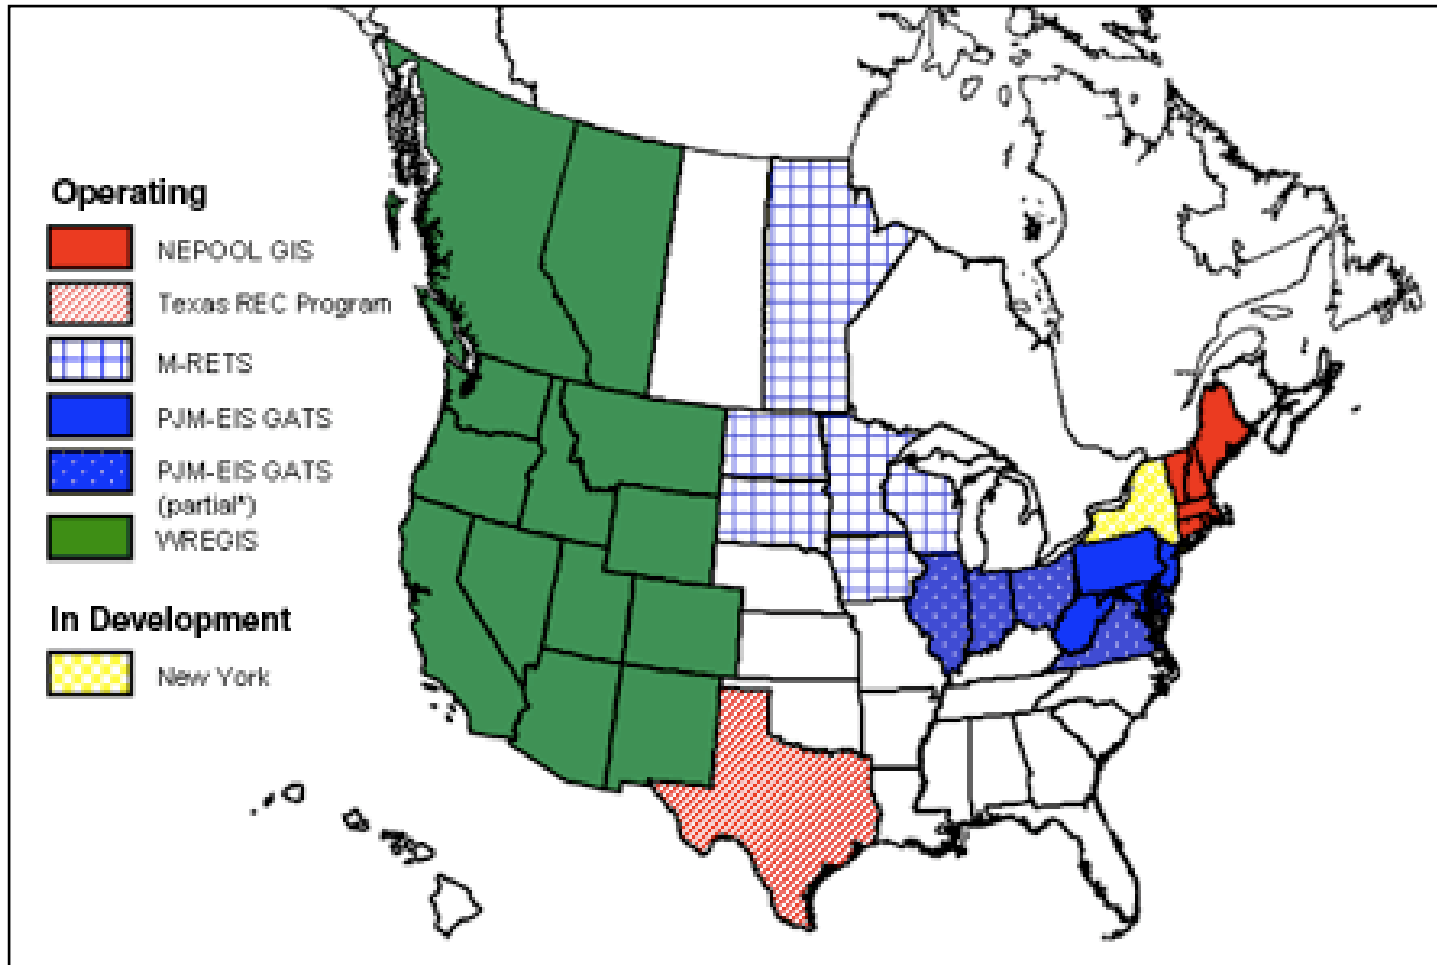 Operating
NEPOOL GIS
Texas REC Program
M-RETS
PJM-EIS GATS
PJM-EIS GATS
(partial*)
WREGIS
In Development
New York